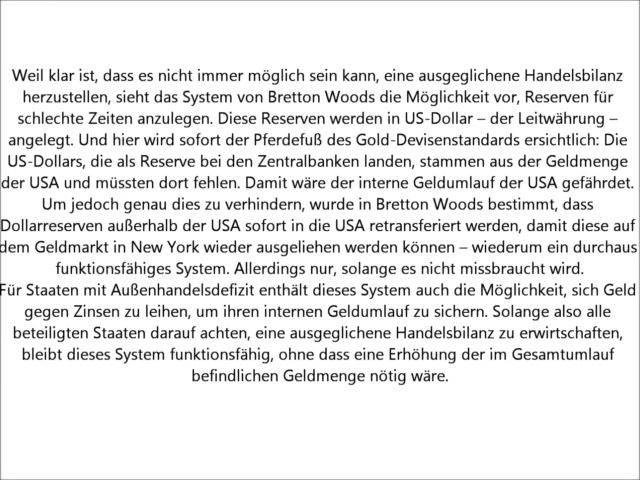 Weil klar ist, dass es nicht immer möglich sein kann, eine ausgeglichene Handelsbilanz
herzustellen, sieht das System von Bretton Woods die Möglichkeit vor, Reserven für
schlechte Zeiten anzulegen. Diese Reserven werden in US-Dollar – der Leitwährung –
angelegt. Und hier wird sofort der Pferdefuß des Gold-Devisenstandards ersichtlich: Die
US-Dollars, die als Reserve bei den Zentralbanken landen, stammen aus der Geldmenge
der USA und müssten dort fehlen. Damit wäre der interne Geldumlauf der USA gefährdet.
Um jedoch genau dies zu verhindern, wurde in Bretton Woods bestimmt, dass
Dollarreserven außerhalb der USA sofort in die USA retransferiert werden, damit diese auf
dem Geldmarkt in New York wieder ausgeliehen werden können – wiederum ein durchaus
funktionsfähiges System. Allerdings nur, solange es nicht missbraucht wird.
Für Staaten mit Außenhandelsdefizit enthält dieses System auch die Möglichkeit, sich Geld
gegen Zinsen zu leihen, um ihren internen Geldumlauf zu sichern. Solange also alle
beteiligten Staaten darauf achten, eine ausgeglichene Handelsbilanz zu erwirtschaften,
bleibt dieses System funktionsfähig, ohne dass eine Erhöhung der im Gesamtumlauf
befindlichen Geldmenge nötig wäre.